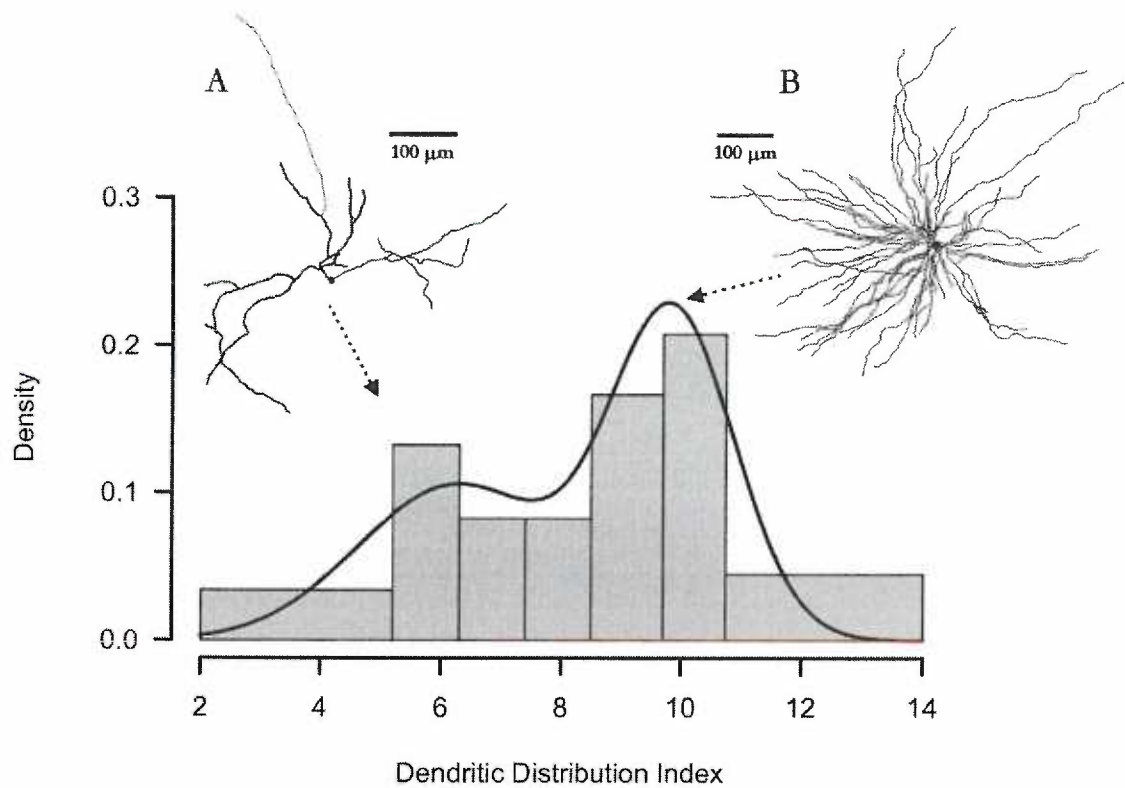 A
B
100 μm
100 μm
0.3
0.2
0.1
0.0
Density
2 4 6 8 10 12 14
Dendritic Distribution Index